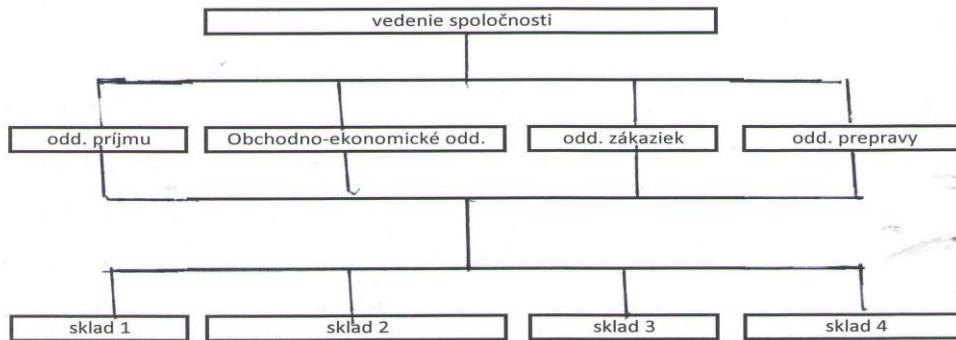 vedenie spoločnosti
odd. príjmu
Obchodno-ekonomické odd.
odd. zákaziek
odd. prepravy
sklad 1
sklad 2
sklad 3
sklad 4